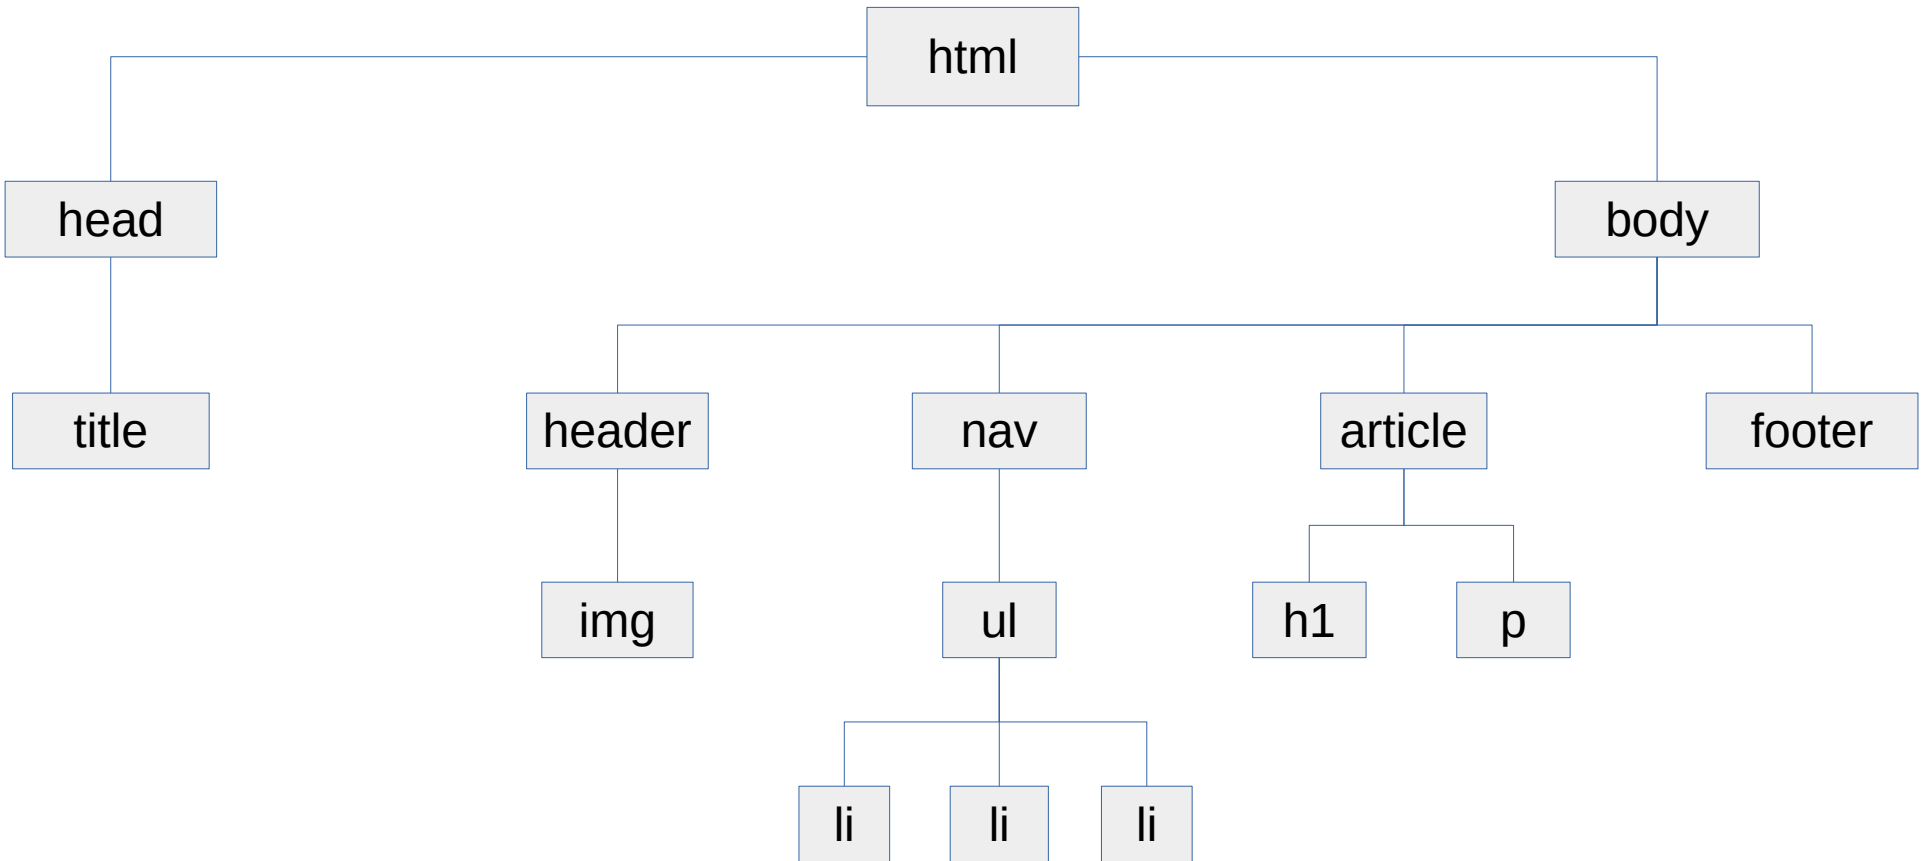 html
head
body
title
header
nav
article
footer
img
ul
h1
p
li
li
li